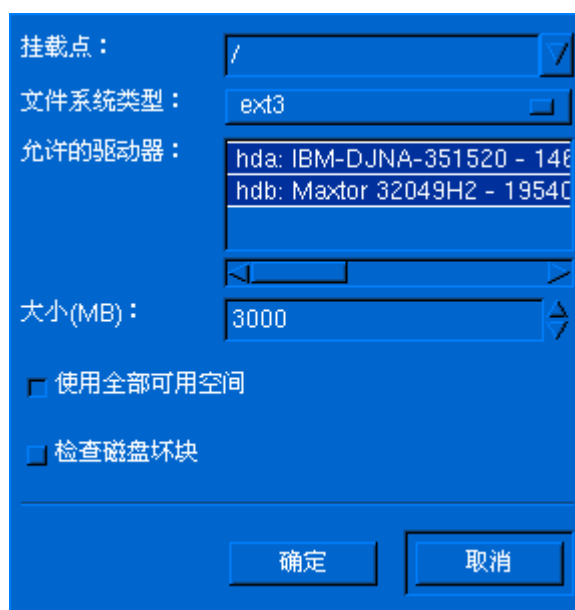 挂载点：
/
文件系统类型：
ext3
允许的驱动器：
hda: IBM-DJNA-351520 - 146
hdb: Maxtor 32049H2 - 19540
大小(MB)：
3000
使用全部可用空间
检查磁盘坏块
确定
取消